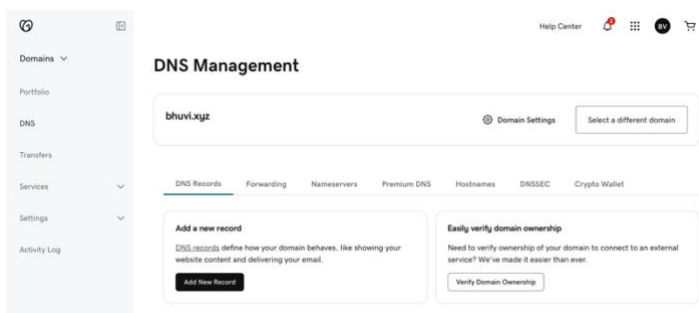 Help Center
2
BV
Domains
DNS Management
Portfolio
bhuvi.xyz
Domain Settings
Select a different domain
DNS
Transfers
Services
DNS Records
Forwarding
Nameservers
Premium DNS
Hostnames
DNSSEC
Crypto Wallet
Settings
Activity Log
Add a new record
DNS records define how your domain behaves, like showing your
website content and delivering your email.
Add New Record
Easily verify domain ownership
Need to verify ownership of your domain to connect to an external
service? We've made it easier than ever.
Verify Domain Ownership